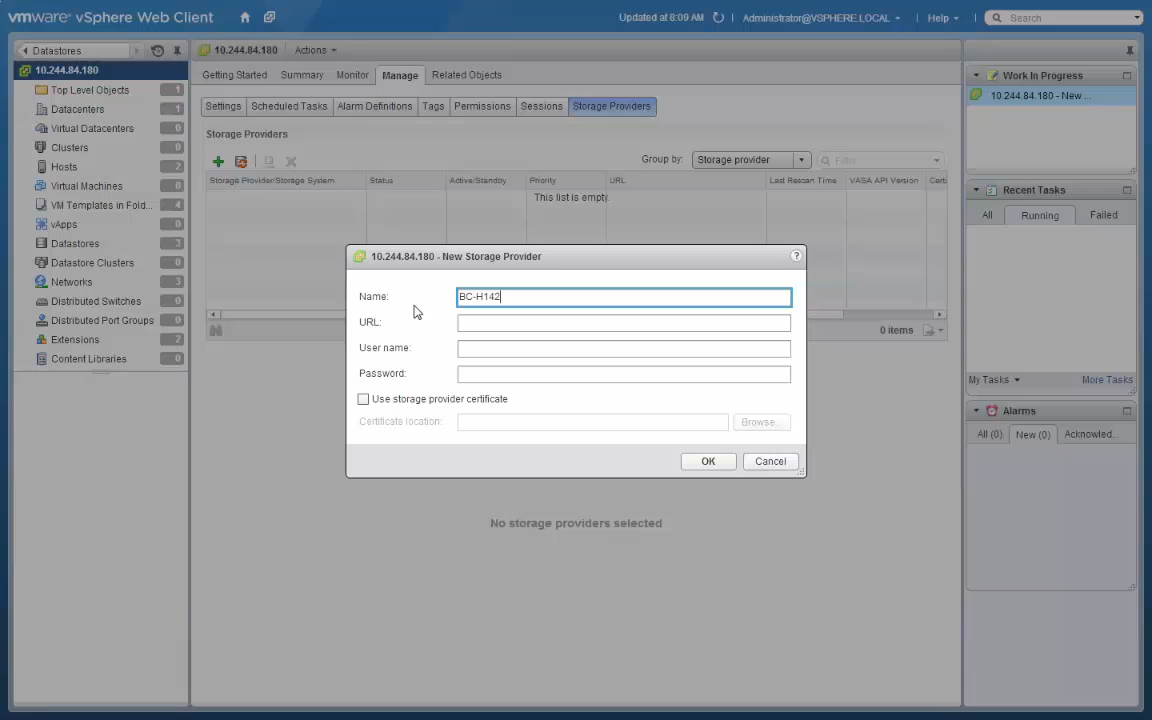 vmware® vSphere Web Client
Updated at 8:09 AM
Administrator@VSPHERE.LOCAL
Help
Search
Datastores
10.244.84.180
Top Level Objects 1
Datacenters 1
Virtual Datacenters 0
Clusters 0
Hosts 2
Virtual Machines 0
VM Templates in Fold... 4
vApps 0
Datastores 3
Datastore Clusters 0
Networks 3
Distributed Switches 0
Distributed Port Groups 0
Extensions 0
Content Libraries 0
10.244.84.180 Actions
Getting Started Summary Monitor Manage Related Objects
Settings Scheduled Tasks Alarm Definitions Tags Permissions Sessions Storage Providers
Storage Providers
Group by: Storage provider Filter
Storage Provider/Storage System Status Active/Standby Priority URL Last Rescan Time VASA API Version Certi
This list is empty.
0 items
10.244.84.180 - New Storage Provider ?
Name: BC-H142
URL:
User name:
Password:
Use storage provider certificate
Certificate location: Browse...
OK Cancel
No storage providers selected
Work In Progress
10.244.84.180 - New ...
Recent Tasks
All Running Failed
My Tasks More Tasks
Alarms
All (0) New (0) Acknowled...